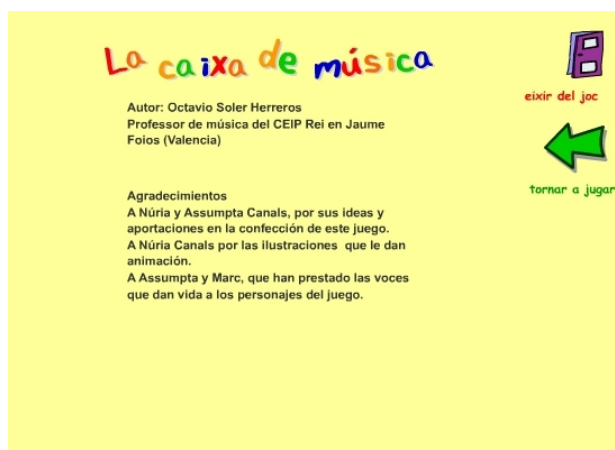 La caixa de música
Autor: Octavio Soler Herreros
Professor de música del CEIP Rei en Jaume
Foios (Valencia)
eixir del joc
tornar a jugar
Agradecimientos
A Núria y Assumpta Canals, por sus ideas y
aportaciones en la confección de este juego.
A Núria Canals por las ilustraciones que le dan
animación.
A Assumpta y Marc, que han prestado las voces
que dan vida a los personajes del juego.